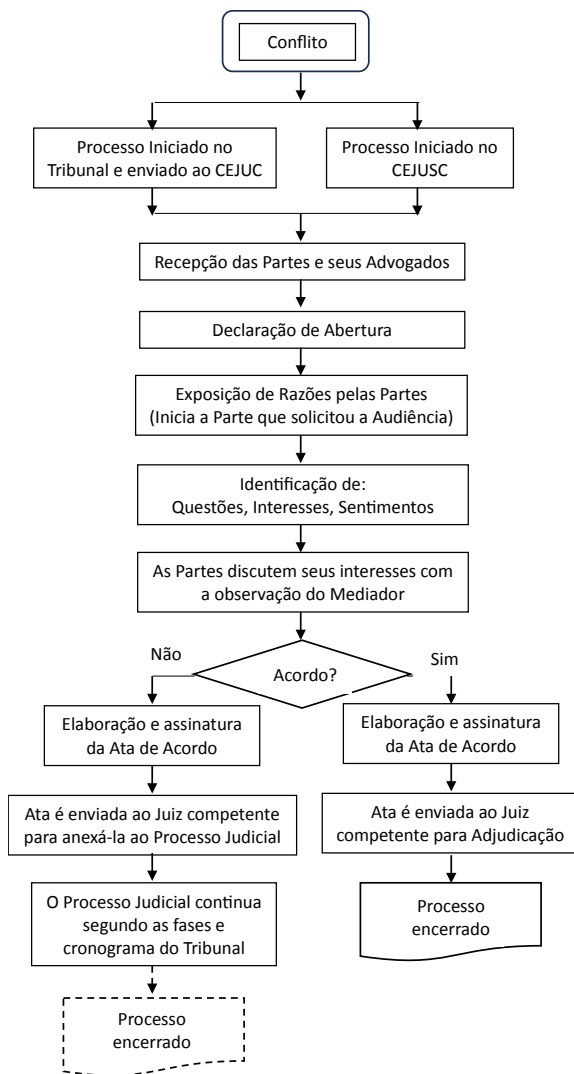 Conflito
Processo Iniciado no
Tribunal e enviado ao CEJUC
Processo Iniciado no
CEJUSC
Recepção das Partes e seus Advogados
Declaração de Abertura
Exposição de Razões pelas Partes
(Inicia a Parte que solicitou a Audiência)
Identificação de:
Questões, Interesses, Sentimentos
As Partes discutem seus interesses com
a observação do Mediador
Acordo?
Não
Sim
Elaboração e assinatura
da Ata de Acordo
Ata é enviada ao Juiz competente
para anexá-la ao Processo Judicial
O Processo Judicial continua
segundo as fases e
cronograma do Tribunal
Processo
encerrado
Elaboração e assinatura
da Ata de Acordo
Ata é enviada ao Juiz
competente para Adjudicação
Processo
encerrado